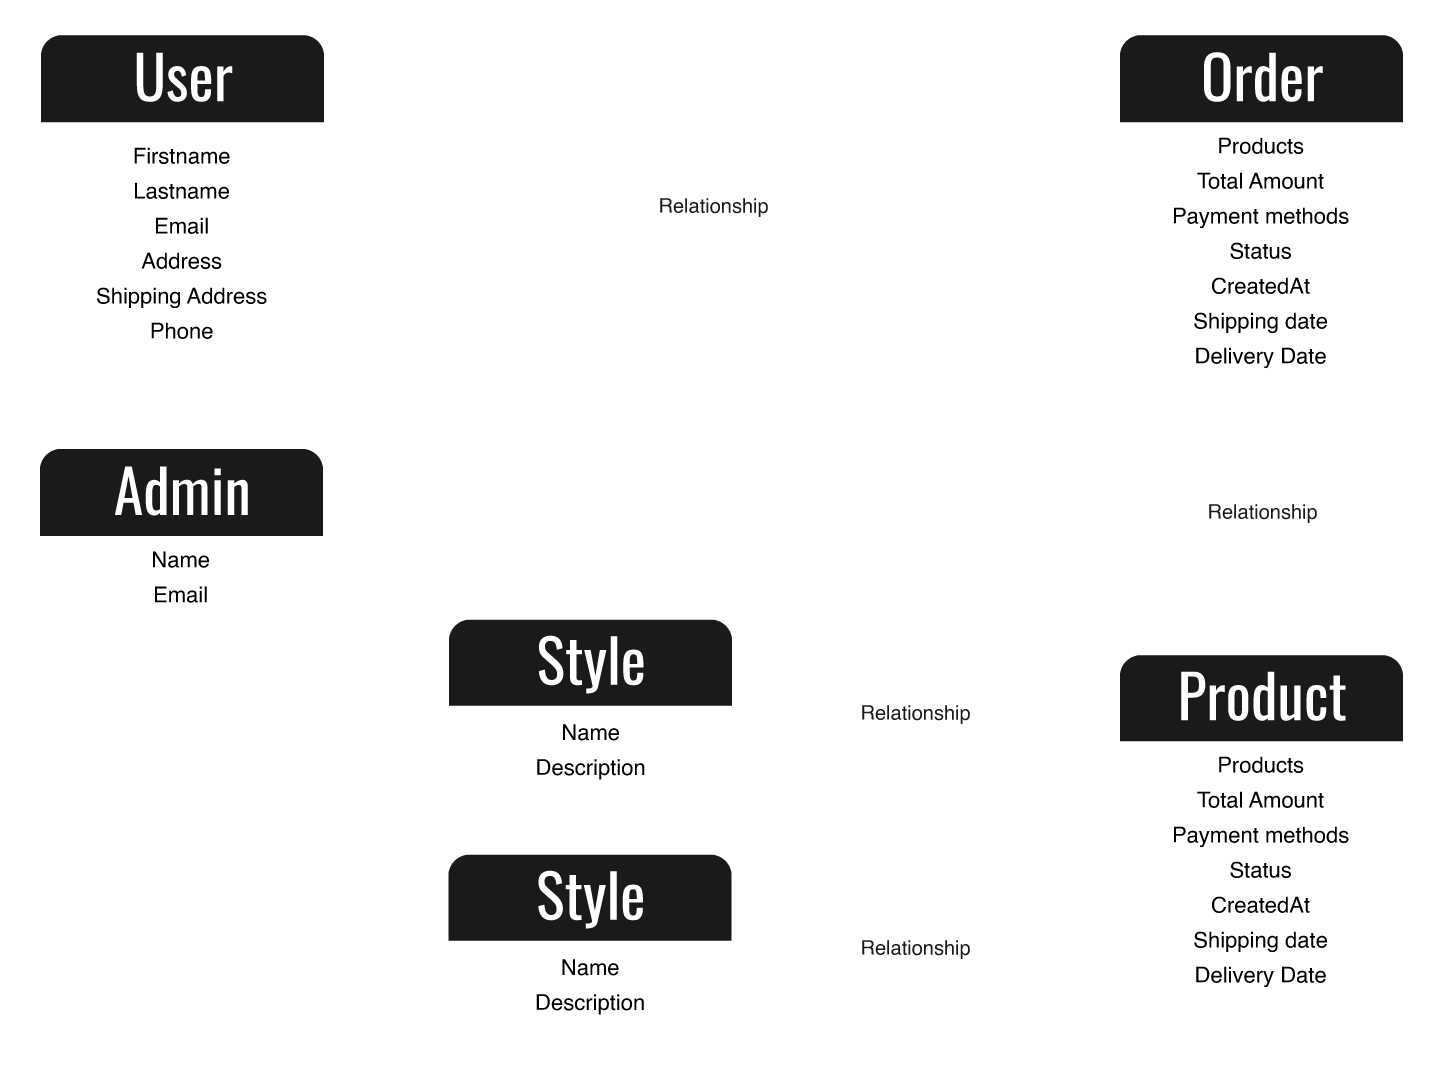 User
Firstname
Lastname
Email
Address
Shipping Address
Phone
Relationship
Order
Products
Total Amount
Payment methods
Status
CreatedAt
Shipping date
Delivery Date
Admin
Name
Email
Relationship
Style
Name
Description
Relationship
Product
Products
Total Amount
Payment methods
Status
CreatedAt
Shipping date
Delivery Date
Style
Name
Description
Relationship